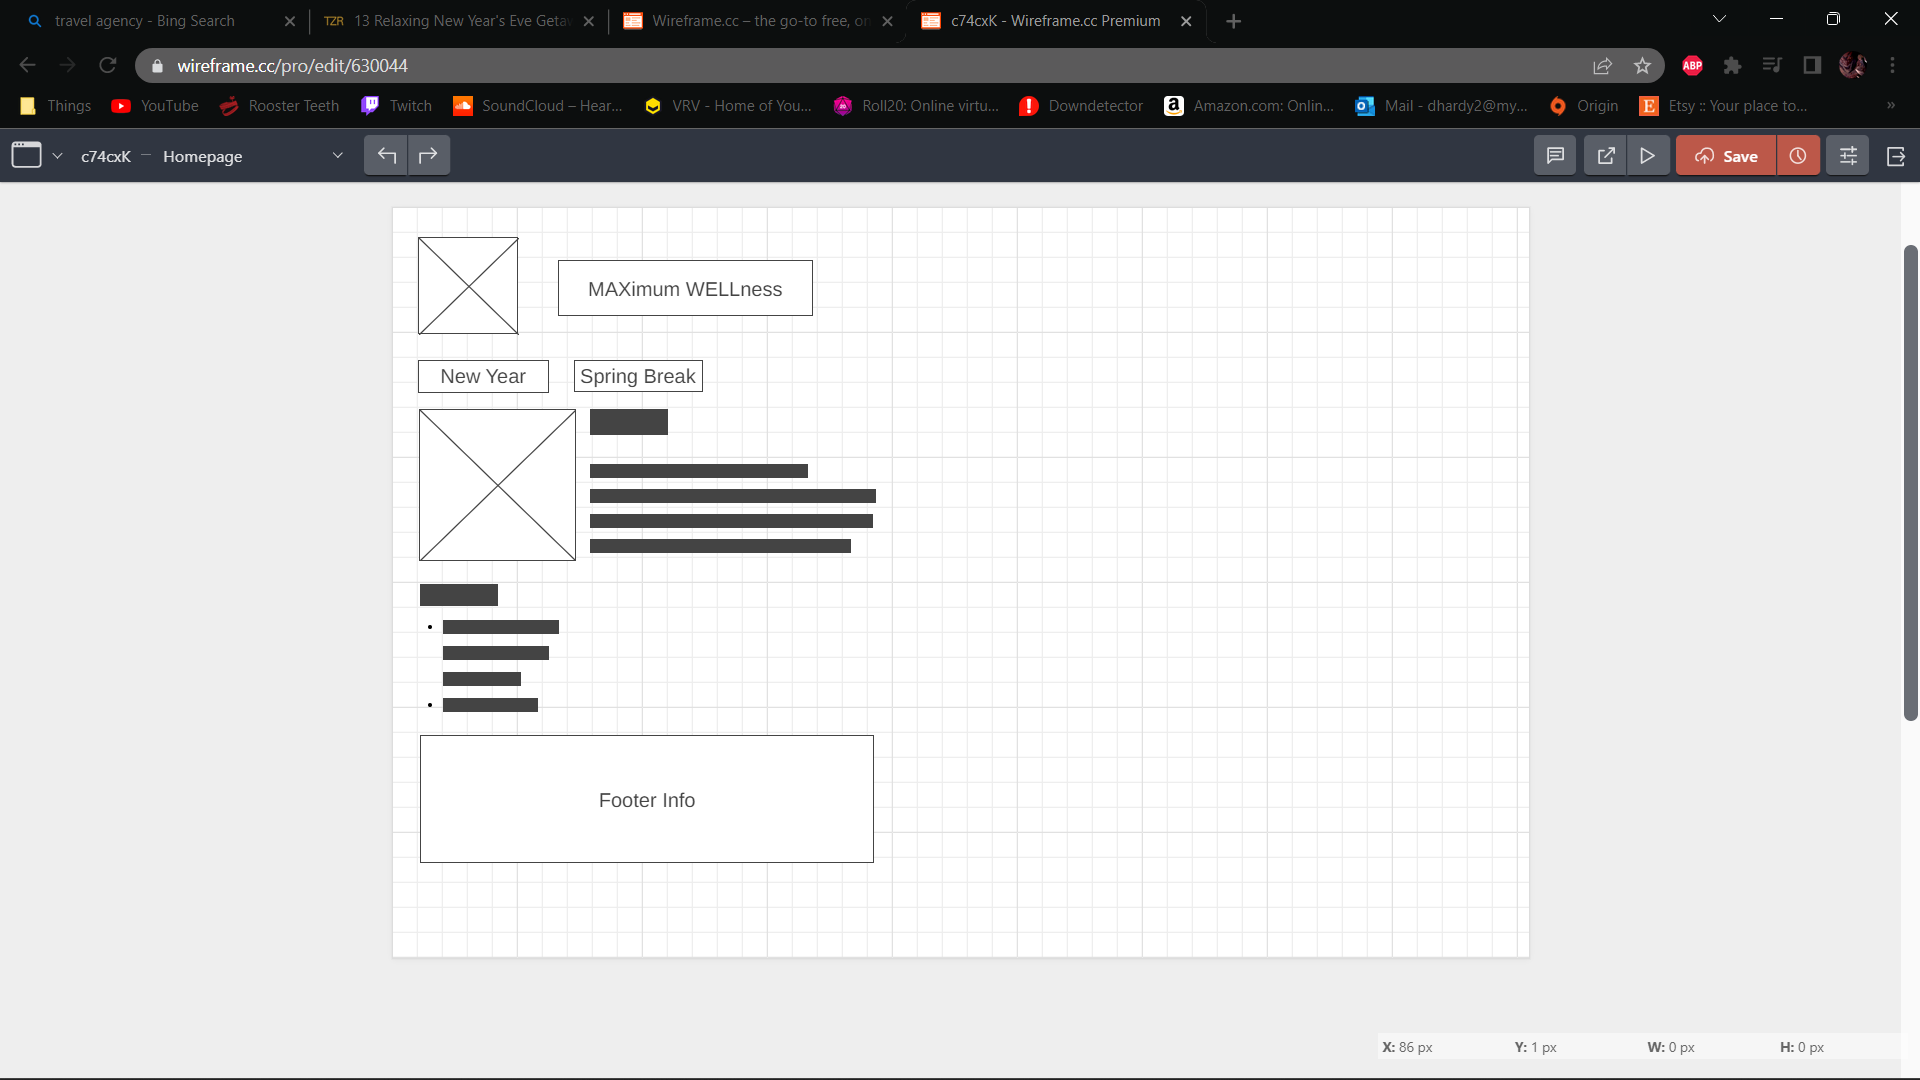 travel agency - Bing Search
TZR 13 Relaxing New Year's Eve Geta
Wireframe.cc – the go-to free, on
c74cxK - Wireframe.cc Premium
wireframe.cc/pro/edit/630044
ABP
Things YouTube Rooster Teeth Twitch SoundCloud – Hear... VRV - Home of You... Roll20: Online virtu... Downdetector Amazon.com: Onlin... Mail - dhardy2@my... Origin Etsy :: Your place to... »
c74cxK – Homepage Save
MAXimum WELLness
New Year Spring Break
Footer Info
X: 86 px Y: 1 px W: 0 px H: 0 px